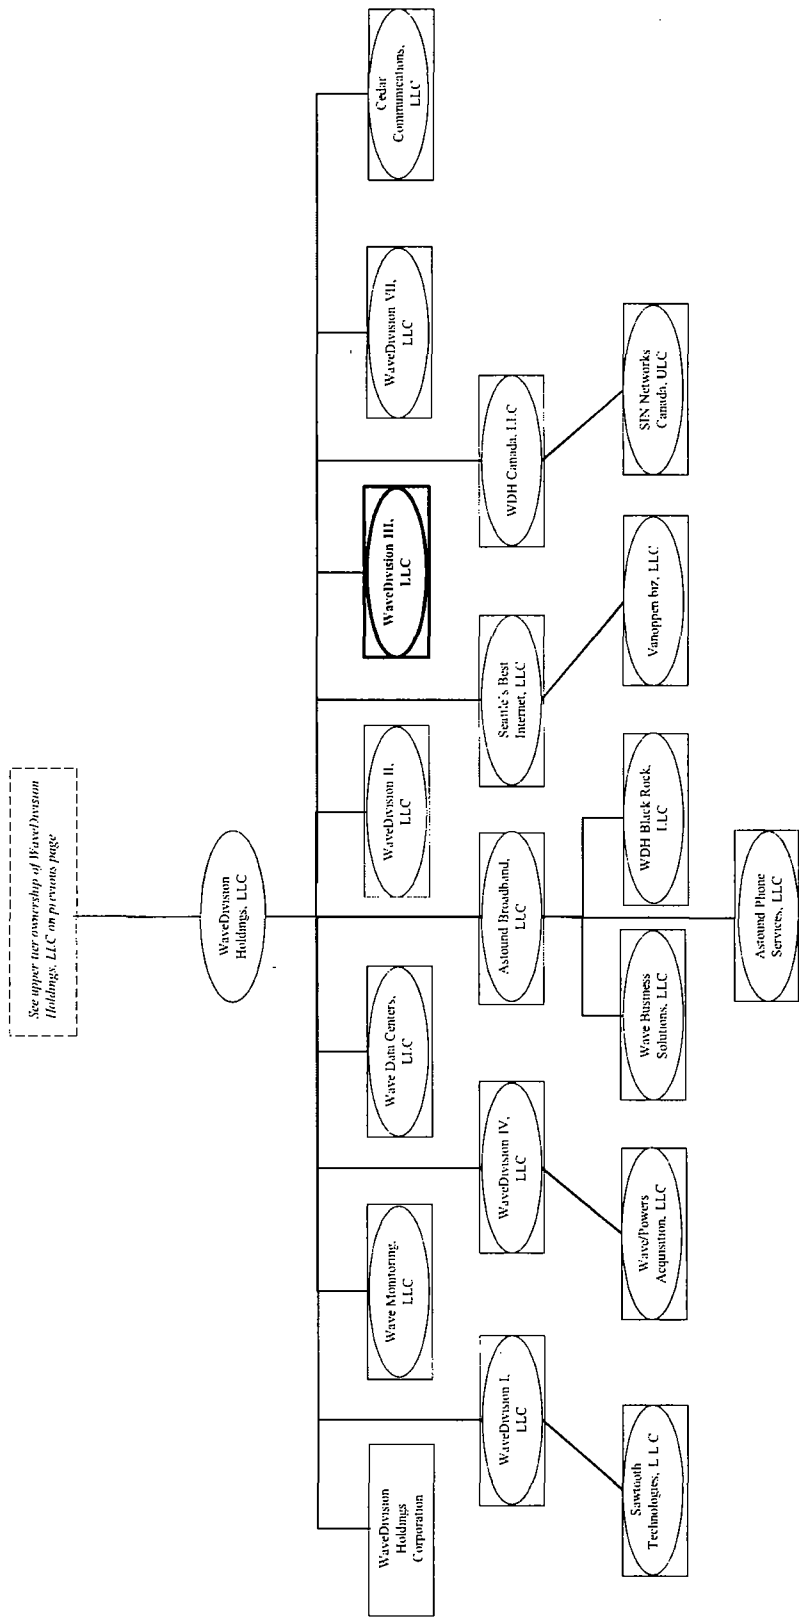 See upper tier ownership of WaveDivision
Holdings, LLC on previous page
WaveDivision
Holdings, LLC
WaveDivision
Holdings
Corporation
Wave Monitoring,
LLC
Wave Data Centers,
LLC
WaveDivision II,
LLC
WaveDivision III,
LLC
WaveDivision VII,
LLC
Cedar
Communications,
LLC
WaveDivision I,
LLC
WaveDivision IV,
LLC
Astound Broadband,
LLC
Seattle's Best
Internet, LLC
WDH Canada, LLC
Sawtooth
Technologies, L L C
Wave/Powers
Acquisition, LLC
Wave Business
Solutions, LLC
WDH Black Rock,
LLC
Vanoppen biz, LLC
SIN Networks
Canada, ULC
Astound Phone
Services, LLC